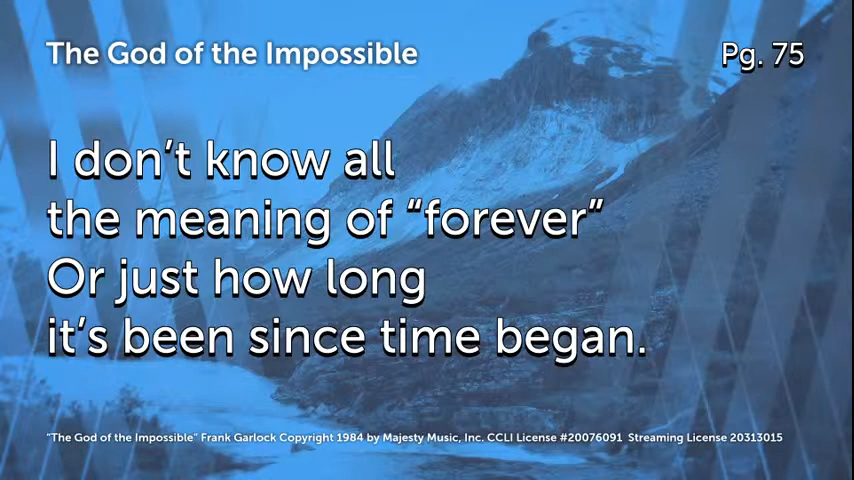 The God of the Impossible
Pg. 75
I don’t know all
the meaning of “forever”
Or just how long
it’s been since time began.
"The God of the Impossible" Frank Garlock Copyright 1984 by Majesty Music, Inc. CCLI License #20076091  Streaming License 20313015